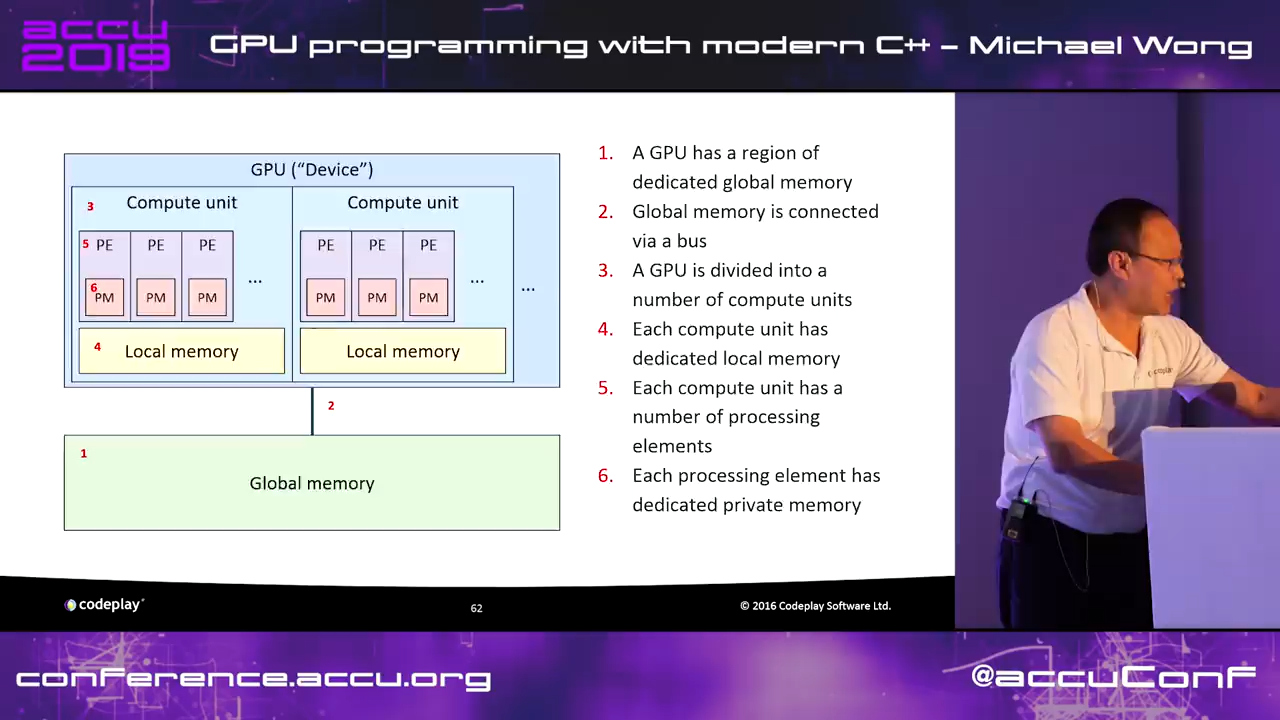 accu
2019
GPU programming with modern C++ – Michael Wong
GPU (“Device”)
3
Compute unit
Compute unit
5 PE PE PE
PE PE PE
6
PM PM PM ...
PM PM PM ...
...
4 Local memory
Local memory
2
1
Global memory
1. A GPU has a region of
dedicated global memory
2. Global memory is connected
via a bus
3. A GPU is divided into a
number of compute units
4. Each compute unit has
dedicated local memory
5. Each compute unit has a
number of processing
elements
6. Each processing element has
dedicated private memory
codeplay
62
© 2016 Codeplay Software Ltd.
codeplay
conference.accu.org
@accuConf